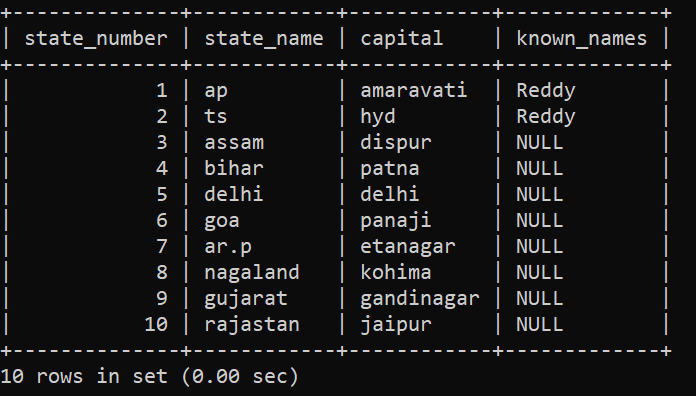 +--------------+------------+------------+-------------+
| state_number | state_name | capital    | known_names |
+--------------+------------+------------+-------------+
|            1 | ap         | amaravati  | Reddy       |
|            2 | ts         | hyd        | Reddy       |
|            3 | assam      | dispur     | NULL        |
|            4 | bihar      | patna      | NULL        |
|            5 | delhi      | delhi      | NULL        |
|            6 | goa        | panaji     | NULL        |
|            7 | ar.p       | etanagar   | NULL        |
|            8 | nagaland   | kohima     | NULL        |
|            9 | gujarat    | gandinagar | NULL        |
|           10 | rajastan   | jaipur     | NULL        |
+--------------+------------+------------+-------------+
10 rows in set (0.00 sec)